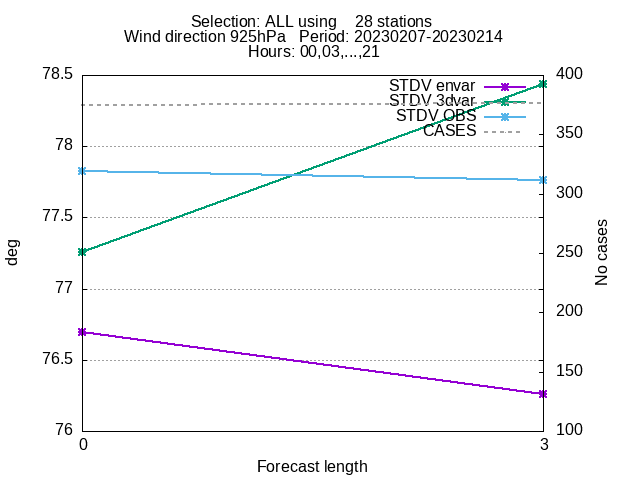 Selection: ALL using    28 stations
Wind direction 925hPa   Period: 20230207-20230214
Hours: 00,03,...,21
STDV envar
STDV 3dvar
STDV OBS
CASES
78.5
78
77.5
77
76.5
76
400
350
300
250
200
150
100
deg
No cases
0
3
Forecast length